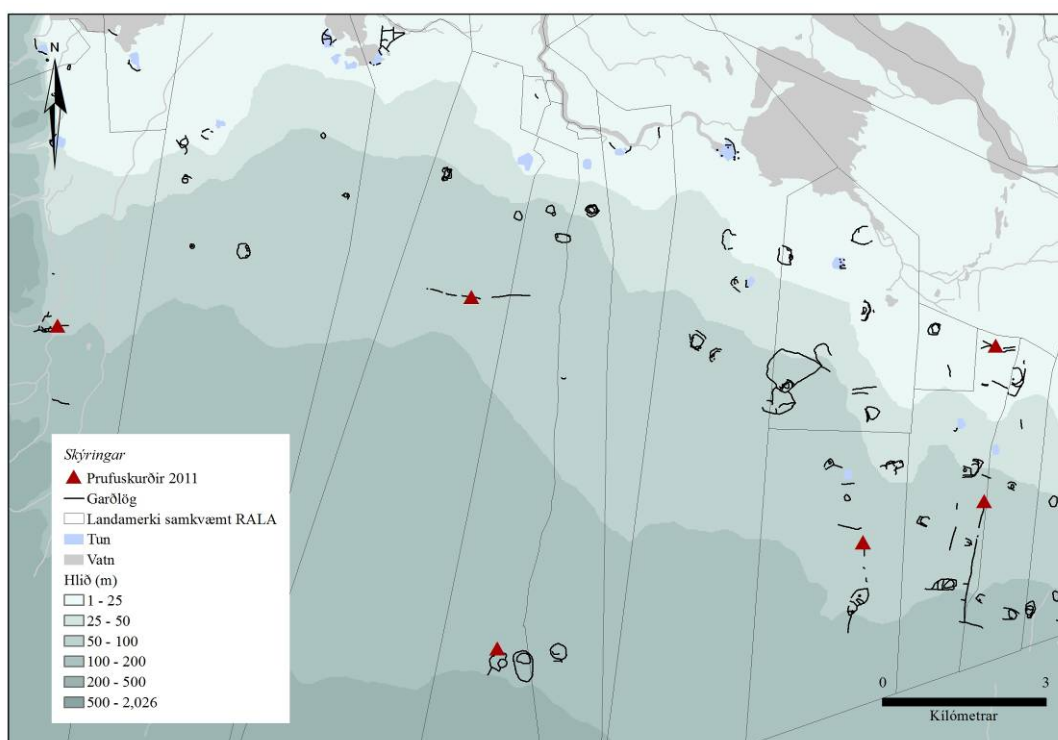 N
Skýringar
Prufuskurðir 2011
Garðlög
Landamerki samkvæmt RALA
Tun
Vatn
Hlið (m)
1 - 25
25 - 50
50 - 100
100 - 200
200 - 500
500 - 2,026
0 3
Kilómetrar